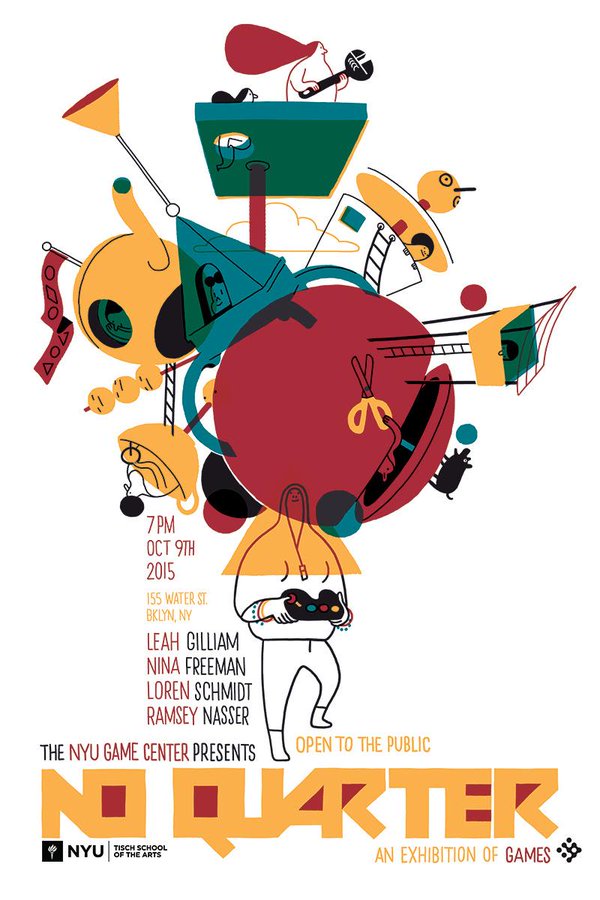 7PM
OCT 9TH
2015
155 WATER ST.
BKLYN, NY
LEAH GILLIAM
NINA FREEMAN
LOREN SCHMIDT
RAMSEY NASSER
THE NYU GAME CENTER PRESENTS
OPEN TO THE PUBLIC
NO QUARTER
NYU
TISCH SCHOOL
OF THE ARTS
AN EXHIBITION OF GAMES